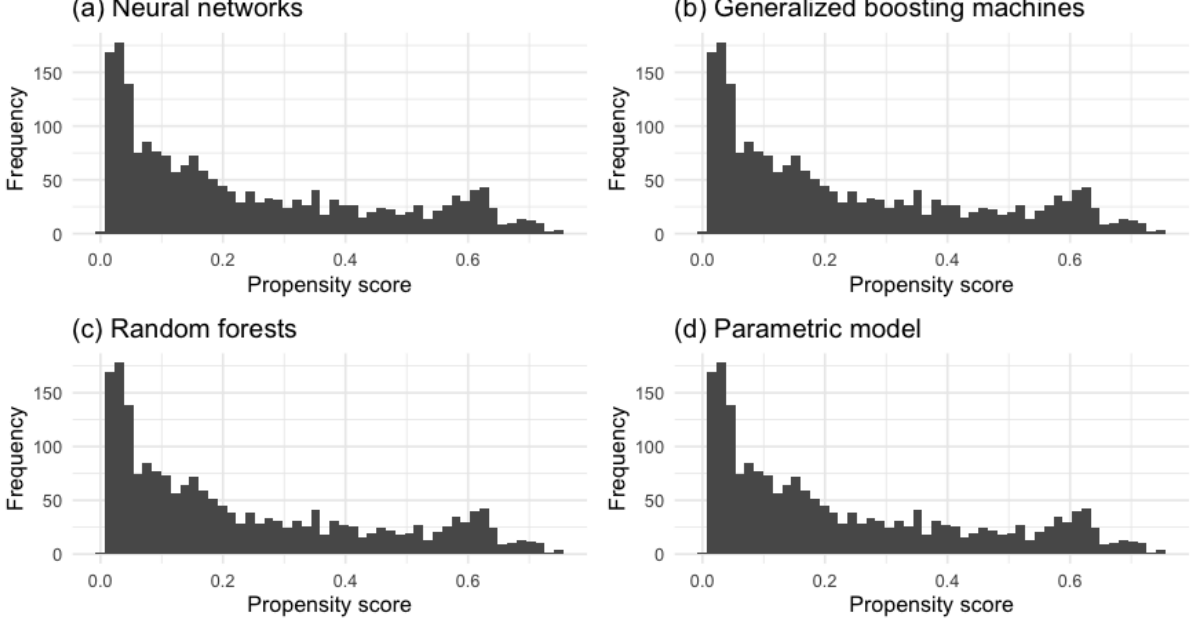 (a) Neural networks
Frequency
150
100
50
0
0.0 0.2 0.4 0.6
Propensity score
(b) Generalized boosting machines
Frequency
150
100
50
0
0.0 0.2 0.4 0.6
Propensity score
(c) Random forests
Frequency
150
100
50
0
0.0 0.2 0.4 0.6
Propensity score
(d) Parametric model
Frequency
150
100
50
0
0.0 0.2 0.4 0.6
Propensity score